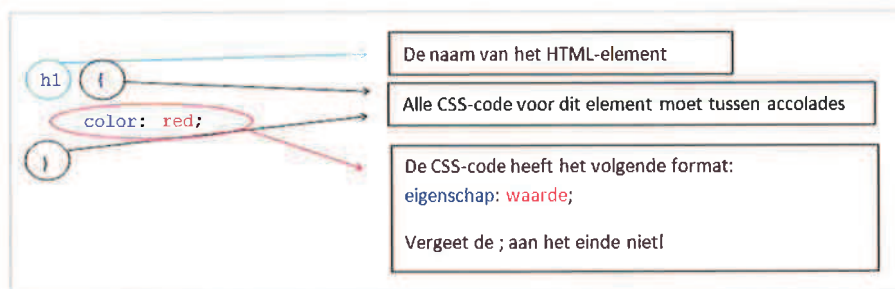 De naam van het HTML-element
h1 {
Alle CSS-code voor dit element moet tussen accolades
color: red;
}
De CSS-code heeft het volgende format:
eigenschap: waarde;
Vergeet de ; aan het einde niet!